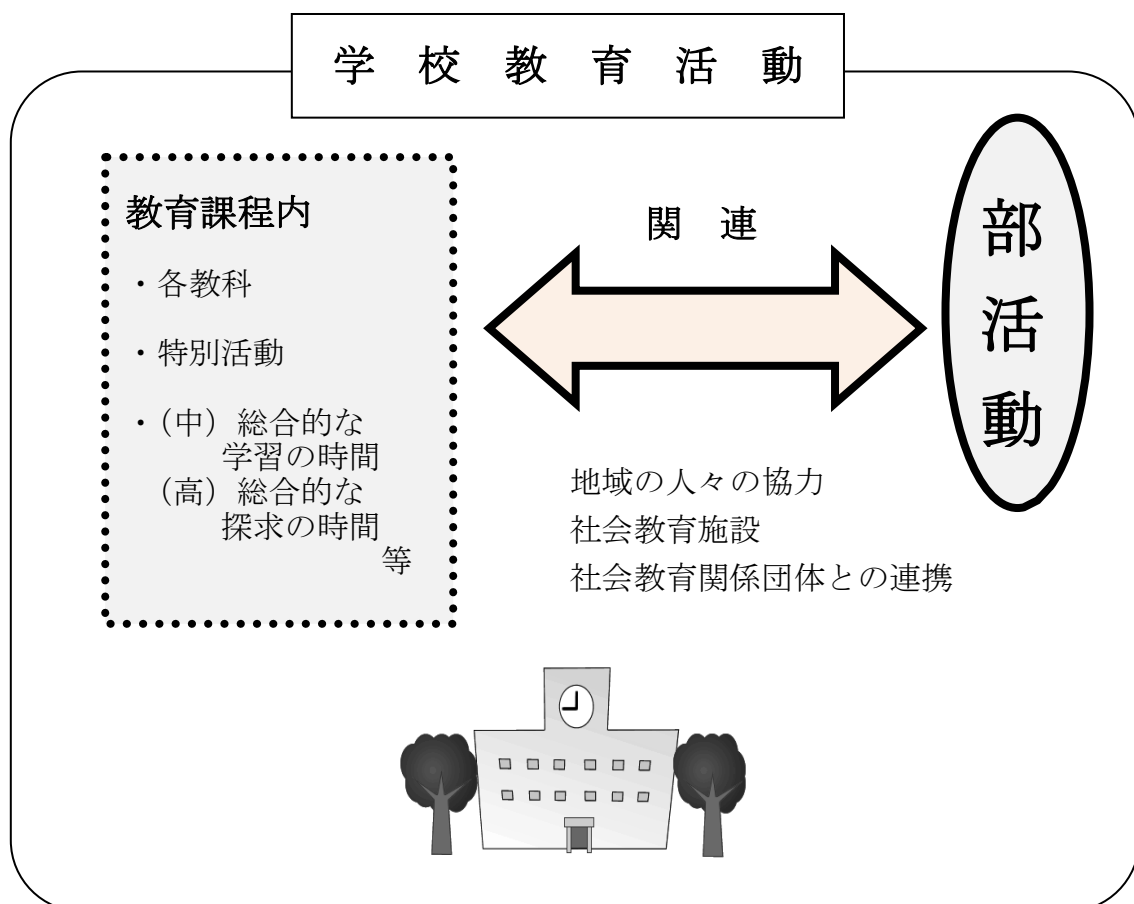 学校教育活動
教育課程内
・各教科
・特別活動
・（中）総合的な
学習の時間
（高）総合的な
探求の時間
等
関連
部活動
地域の人々の協力
社会教育施設
社会教育関係団体との連携